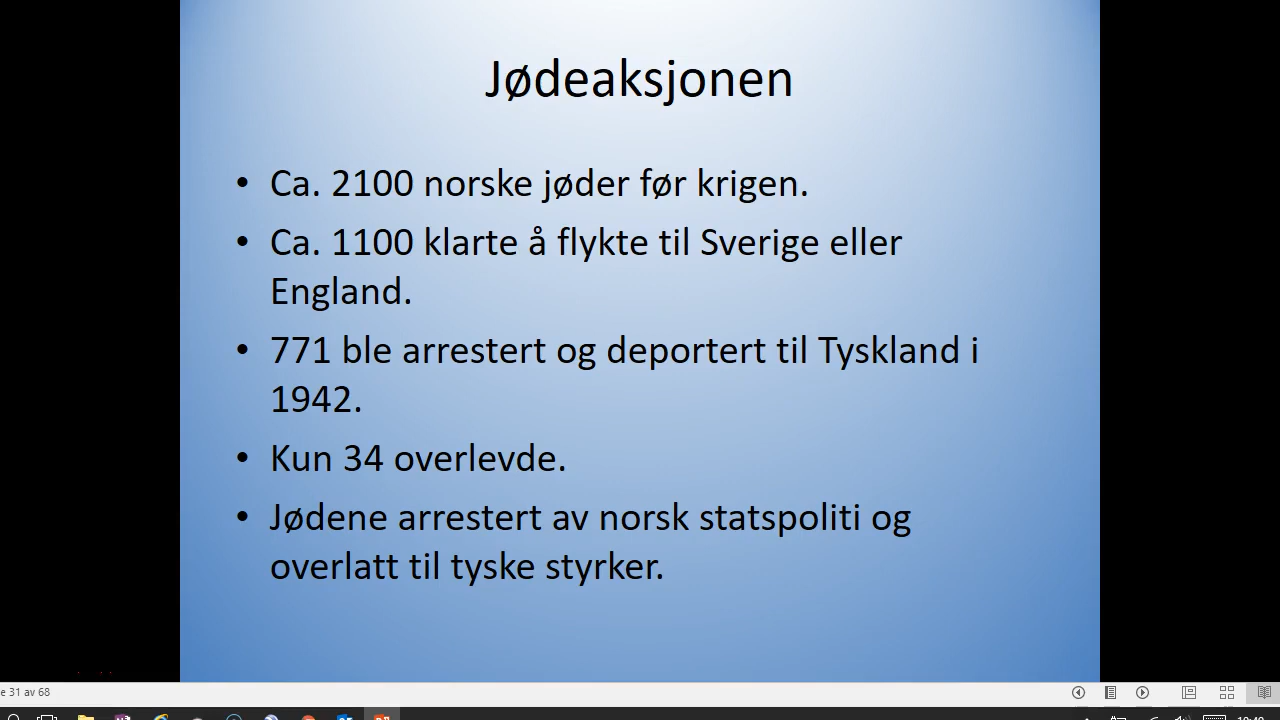 Jødeaksjonen
• Ca. 2100 norske jøder før krigen.
• Ca. 1100 klarte å flykte til Sverige eller
England.
• 771 ble arrestert og deportert til Tyskland i
1942.
• Kun 34 overlevde.
• Jødene arrestert av norsk statspoliti og
overlatt til tyske styrker.
e 31 av 68